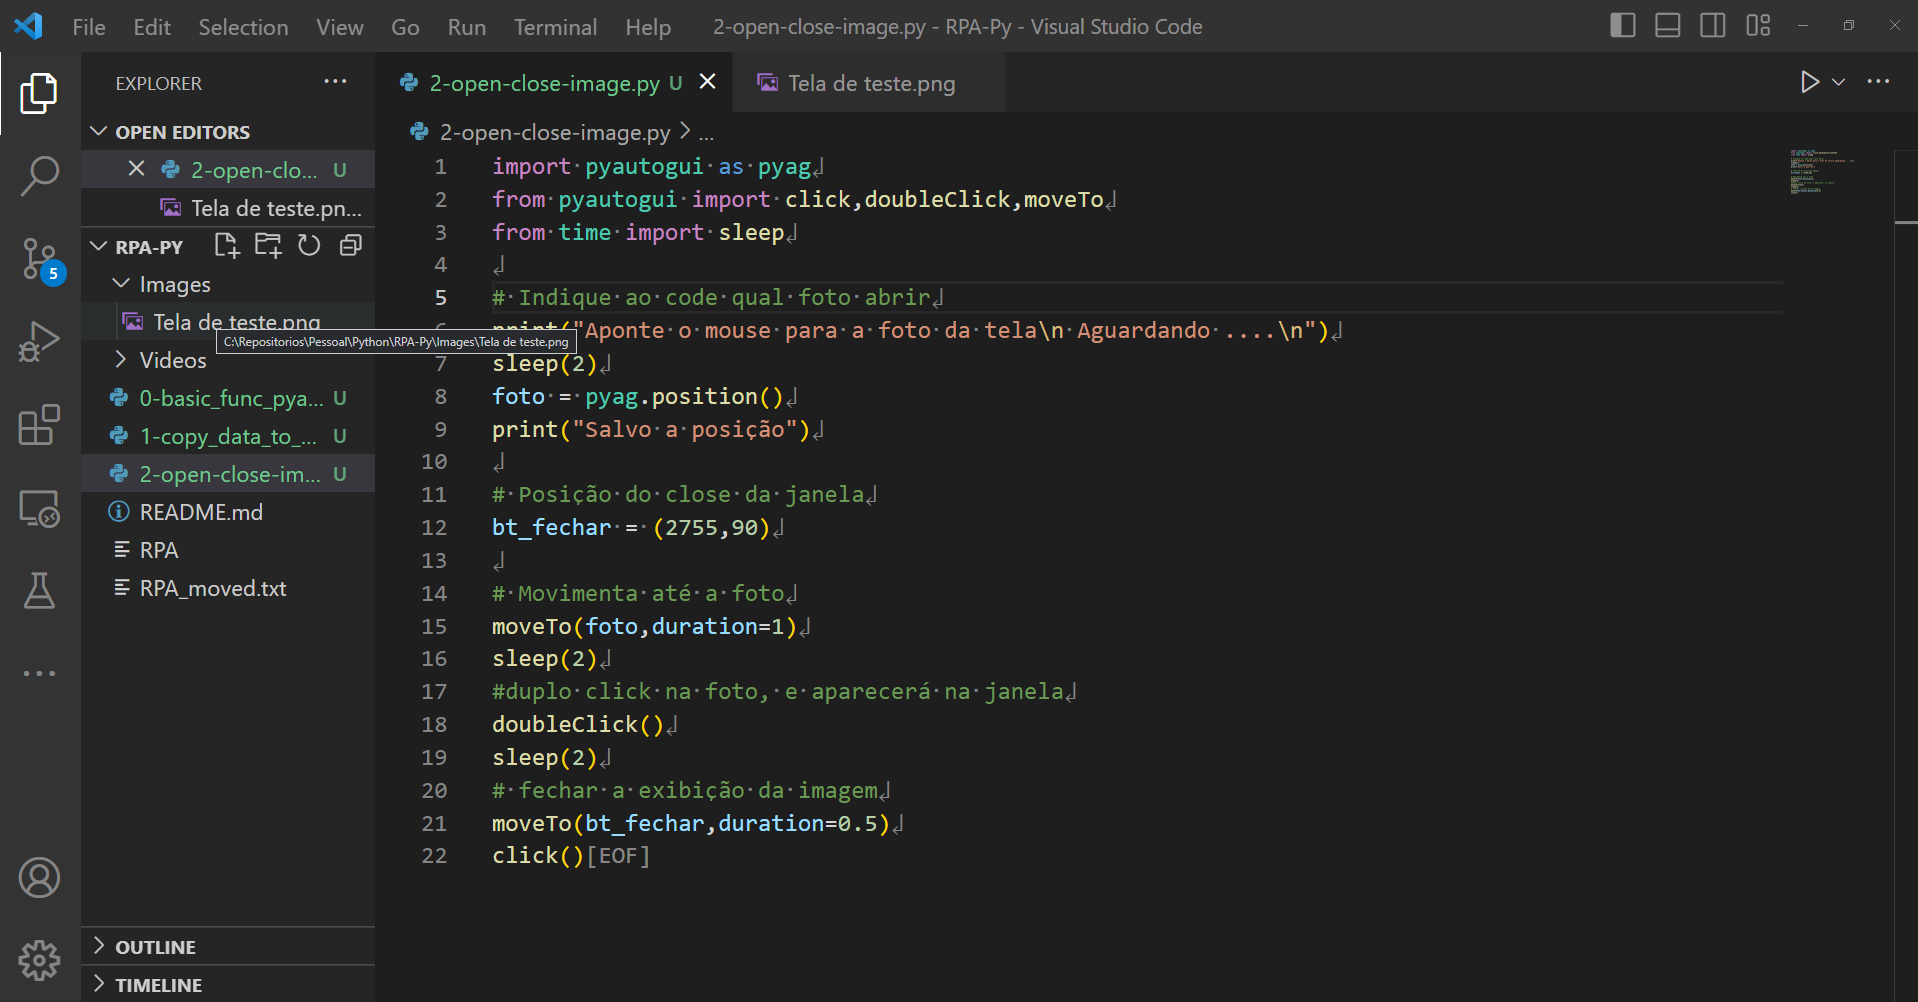 File Edit Selection View Go Run Terminal Help 2-open-close-image.py - RPA-Py - Visual Studio Code
EXPLORER
OPEN EDITORS
2-open-clo... U
Tela de teste.pn...
RPA-PY
Images
Tela de teste.png
C:\Repositorios\Pessoal\Python\RPA-Py\Images\Tela de teste.png
Videos
0-basic_func_pya... U
1-copy_data_to_... U
2-open-close-im... U
README.md
RPA
RPA_moved.txt
OUTLINE
TIMELINE
5
2-open-close-image.py U Tela de teste.png
2-open-close-image.py > ...
1 import pyautogui as pyag
2 from pyautogui import click,doubleClick,moveTo
3 from time import sleep
4
5 # Indique ao code qual foto abrir
6 print("Aponte o mouse para a foto da tela\n Aguardando ....\n")
7 sleep(2)
8 foto = pyag.position()
9 print("Salvo a posição")
10
11 # Posição do close da janela
12 bt_fechar = (2755,90)
13
14 # Movimenta até a foto
15 moveTo(foto,duration=1)
16 sleep(2)
17 #duplo click na foto, e aparecerá na janela
18 doubleClick()
19 sleep(2)
20 # fechar a exibição da imagem
21 moveTo(bt_fechar,duration=0.5)
22 click()[EOF]